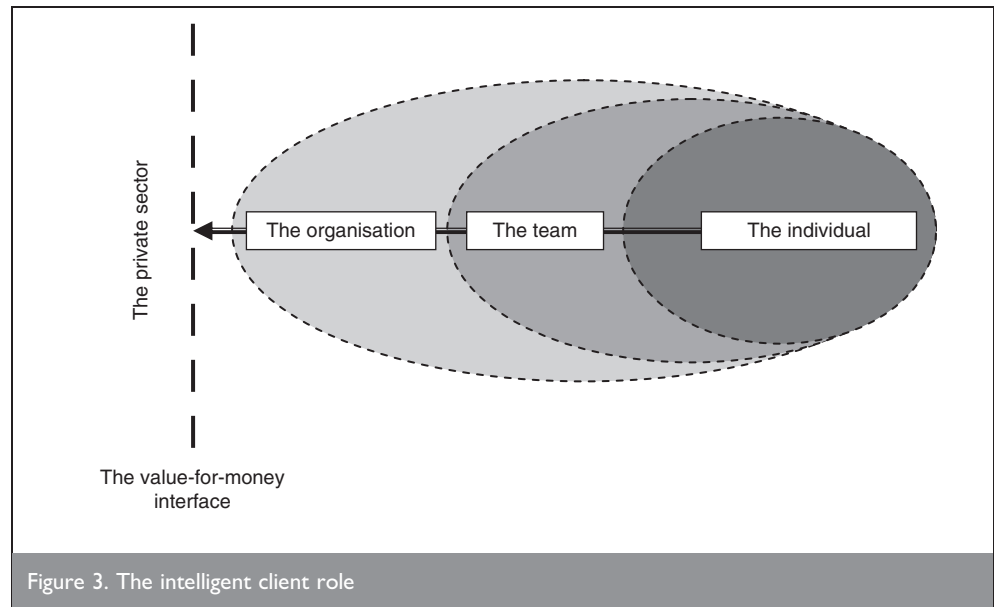 The private sector
The organisation
The team
The individual
The value-for-money
interface
Figure 3. The intelligent client role